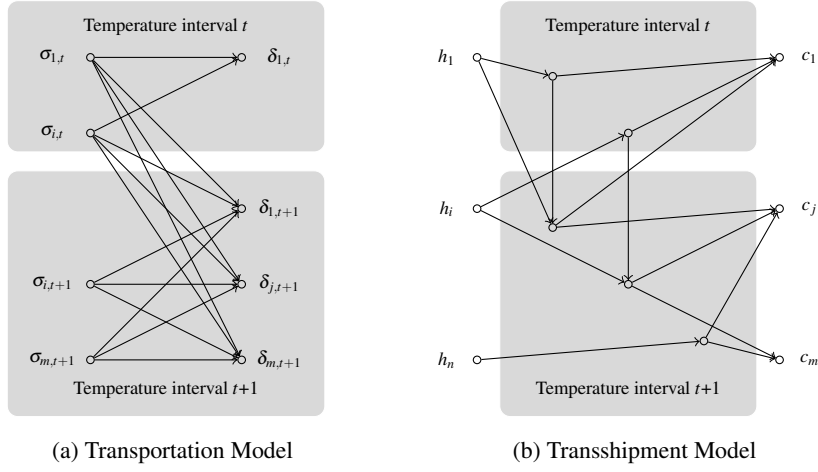 Temperature interval t
σ1,t
δ1,t
σi,t
δ1,t+1
σi,t+1
δj,t+1
σm,t+1
δm,t+1
Temperature interval t+1
(a) Transportation Model
Temperature interval t
h1
c1
hi
cj
hn
cm
Temperature interval t+1
(b) Transshipment Model